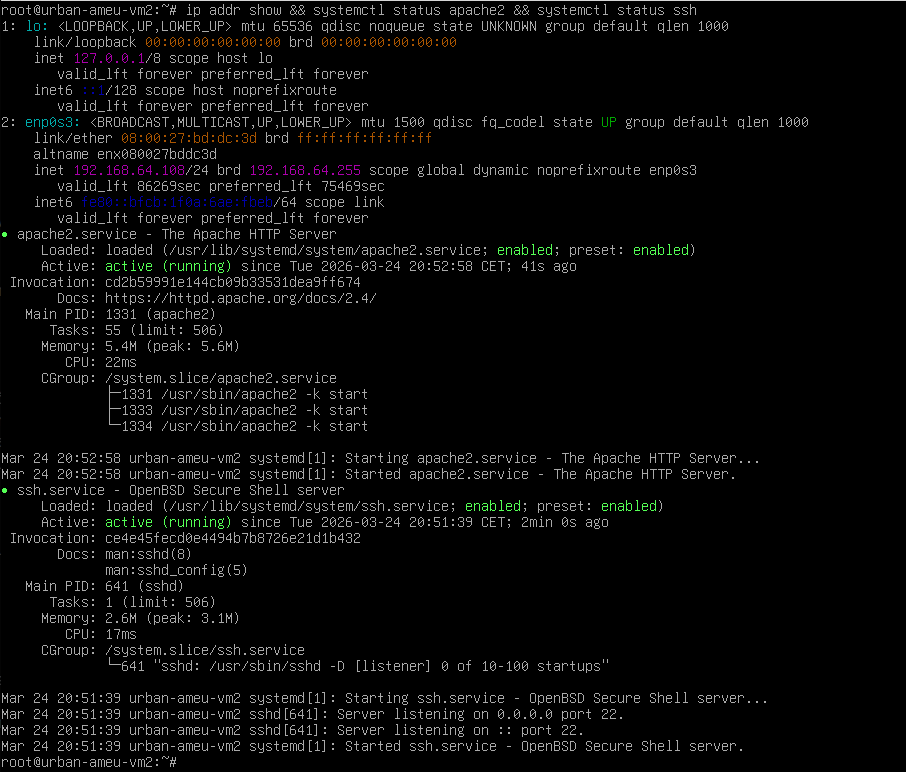 root@urban-ameu-vm2:~# ip addr show && systemctl status apache2 && systemctl status ssh
1: lo: <LOOPBACK,UP,LOWER_UP> mtu 65536 qdisc noqueue state UNKNOWN group default qlen 1000
    link/loopback 00:00:00:00:00:00 brd 00:00:00:00:00:00
    inet 127.0.0.1/8 scope host lo
       valid_lft forever preferred_lft forever
    inet6 ::1/128 scope host noprefixroute
       valid_lft forever preferred_lft forever
2: enp0s3: <BROADCAST,MULTICAST,UP,LOWER_UP> mtu 1500 qdisc fq_codel state UP group default qlen 1000
    link/ether 08:00:27:bd:dc:3d brd ff:ff:ff:ff:ff:ff
    altname enx080027bddc3d
    inet 192.168.64.108/24 brd 192.168.64.255 scope global dynamic noprefixroute enp0s3
       valid_lft 86269sec preferred_lft 75469sec
    inet6 /64 scope link
       valid_lft forever preferred_lft forever
● apache2.service - The Apache HTTP Server
     Loaded: loaded (/usr/lib/systemd/system/apache2.service; enabled; preset: enabled)
     Active: active (running) since Tue 2026-03-24 20:52:58 CET; 41s ago
 Invocation: cd2b59991e144cb09b33531dea9ff674
       Docs: https://httpd.apache.org/docs/2.4/
   Main PID: 1331 (apache2)
      Tasks: 55 (limit: 506)
     Memory: 5.4M (peak: 5.6M)
        CPU: 22ms
     CGroup: /system.slice/apache2.service
             ├─1331 /usr/sbin/apache2 -k start
             ├─1333 /usr/sbin/apache2 -k start
             └─1334 /usr/sbin/apache2 -k start
Mar 24 20:52:58 urban-ameu-vm2 systemd[1]: Starting apache2.service - The Apache HTTP Server...
Mar 24 20:52:58 urban-ameu-vm2 systemd[1]: Started apache2.service - The Apache HTTP Server.
● ssh.service - OpenBSD Secure Shell server
     Loaded: loaded (/usr/lib/systemd/system/ssh.service; enabled; preset: enabled)
     Active: active (running) since Tue 2026-03-24 20:51:39 CET; 2min 0s ago
 Invocation: ce4e45fecd0e4494b7b8726e21d1b432
       Docs: man:sshd(8)
             man:sshd_config(5)
   Main PID: 641 (sshd)
      Tasks: 1 (limit: 506)
     Memory: 2.6M (peak: 3.1M)
        CPU: 17ms
     CGroup: /system.slice/ssh.service
             └─641 "sshd: /usr/sbin/sshd -D [listener] 0 of 10-100 startups"
Mar 24 20:51:39 urban-ameu-vm2 systemd[1]: Starting ssh.service - OpenBSD Secure Shell server...
Mar 24 20:51:39 urban-ameu-vm2 sshd[641]: Server listening on 0.0.0.0 port 22.
Mar 24 20:51:39 urban-ameu-vm2 sshd[641]: Server listening on :: port 22.
Mar 24 20:51:39 urban-ameu-vm2 systemd[1]: Started ssh.service - OpenBSD Secure Shell server.
root@urban-ameu-vm2:~#